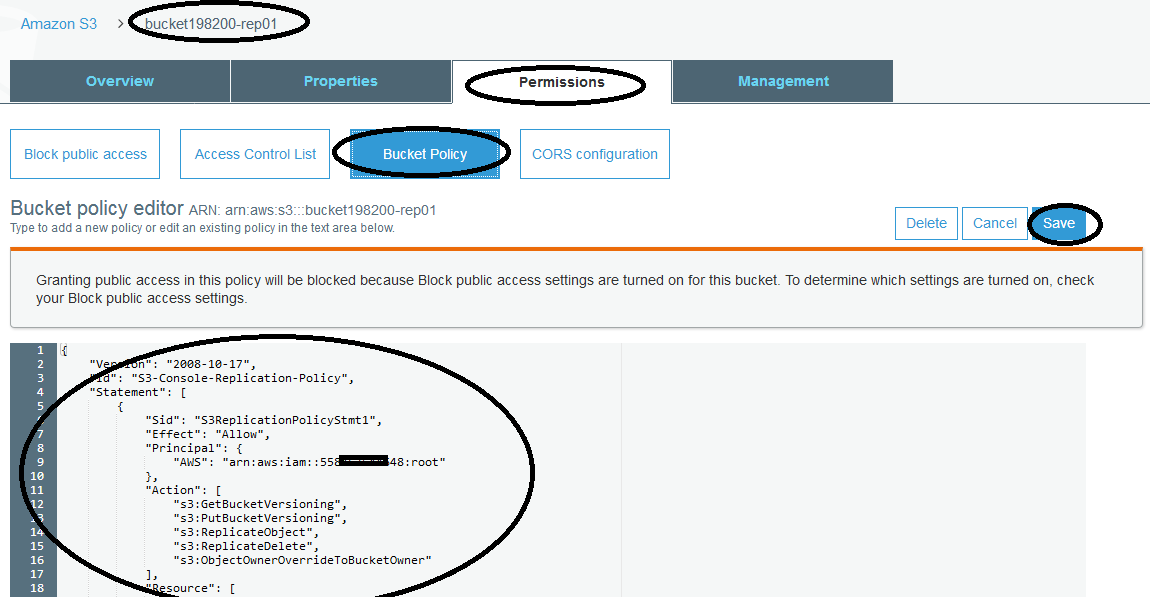 Amazon S3 > bucket198200-rep01
Overview Properties Permissions Management
Block public access Access Control List Bucket Policy CORS configuration
Bucket policy editor ARN: arn:aws:s3:::bucket198200-rep01
Type to add a new policy or edit an existing policy in the text area below.
Delete Cancel Save
Granting public access in this policy will be blocked because Block public access settings are turned on for this bucket. To determine which settings are turned on, check
your Block public access settings.
1 {
2 "Version": "2008-10-17",
3 "Id": "S3-Console-Replication-Policy",
4 "Statement": [
5 {
6 "Sid": "S3ReplicationPolicyStmt1",
7 "Effect": "Allow",
8 "Principal": {
9 "AWS": "arn:aws:iam::558 648:root"
10 },
11 "Action": [
12 "s3:GetBucketVersioning",
13 "s3:PutBucketVersioning",
14 "s3:ReplicateObject",
15 "s3:ReplicateDelete",
16 "s3:ObjectOwnerOverrideToBucketOwner"
17 ],
18 "Resource": [